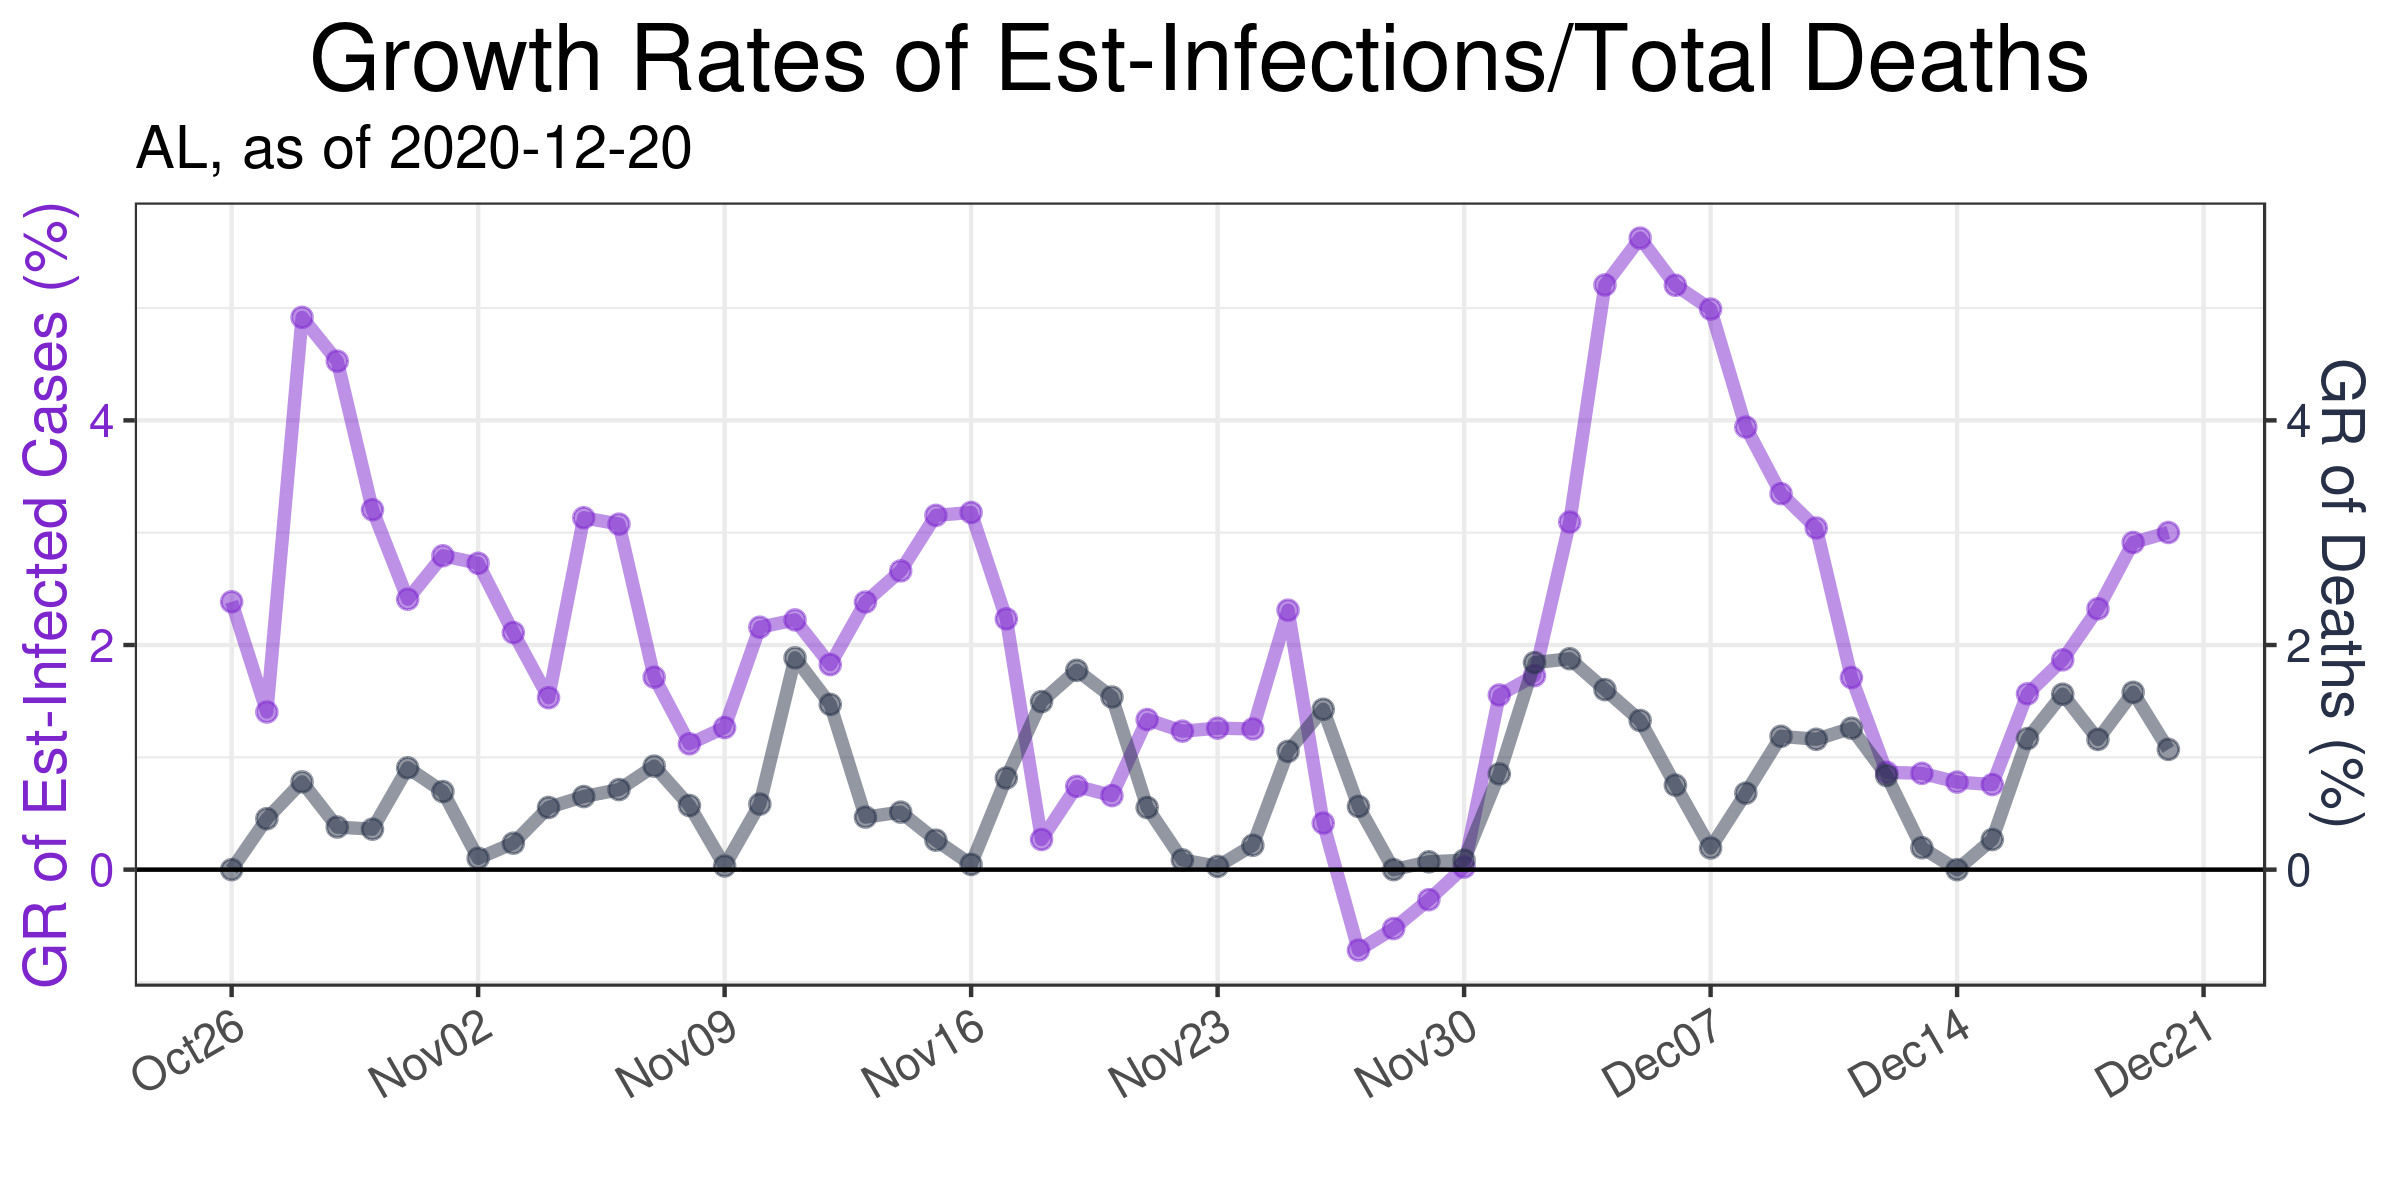 Growth Rates of Est-Infections/Total Deaths
AL, as of 2020-12-20
GR of Est-Infected Cases (%)
4
2
0
4
2
0
GR of Deaths (%)
Oct26
Nov02
Nov09
Nov16
Nov23
Nov30
Dec07
Dec14
Dec21